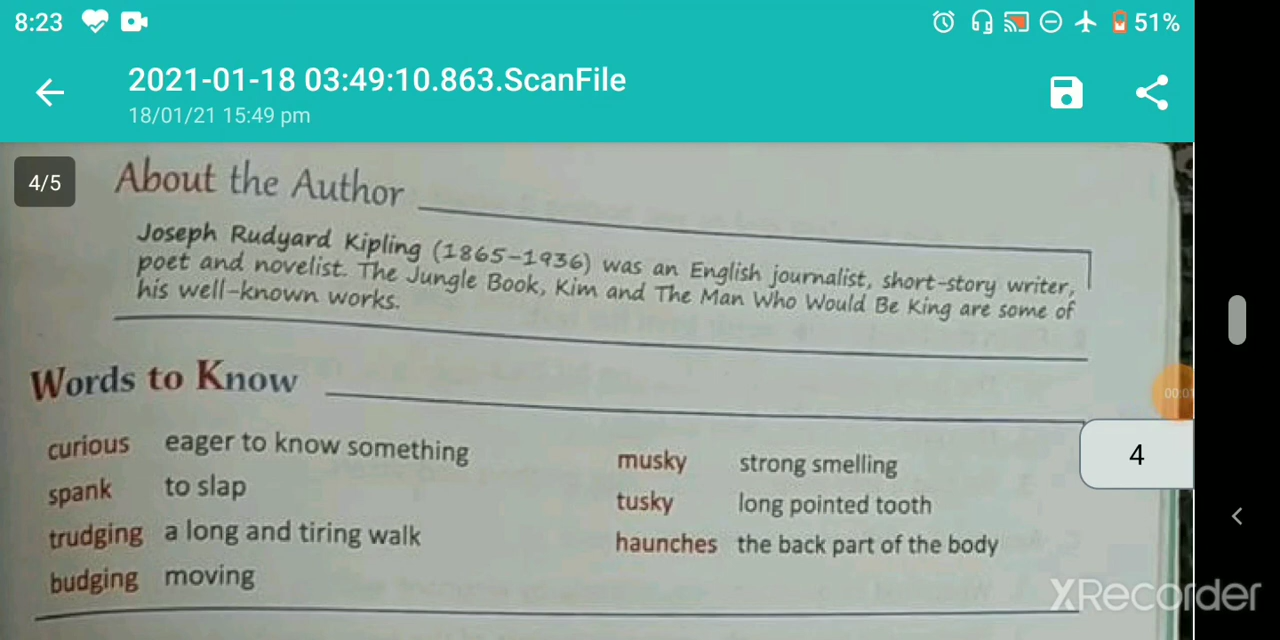 8:23
51%
2021-01-18 03:49:10.863.ScanFile
18/01/21 15:49 pm
4/5
About the Author
Joseph Rudyard Kipling (1865–1936) was an English journalist, short-story writer,
poet and novelist. The Jungle Book, Kim and The Man Who Would Be King are some of
his well-known works.
Words to Know
00:01
curious eager to know something
musky strong smelling
4
spank to slap
tusky long pointed tooth
trudging a long and tiring walk
haunches the back part of the body
budging moving
XRecorder